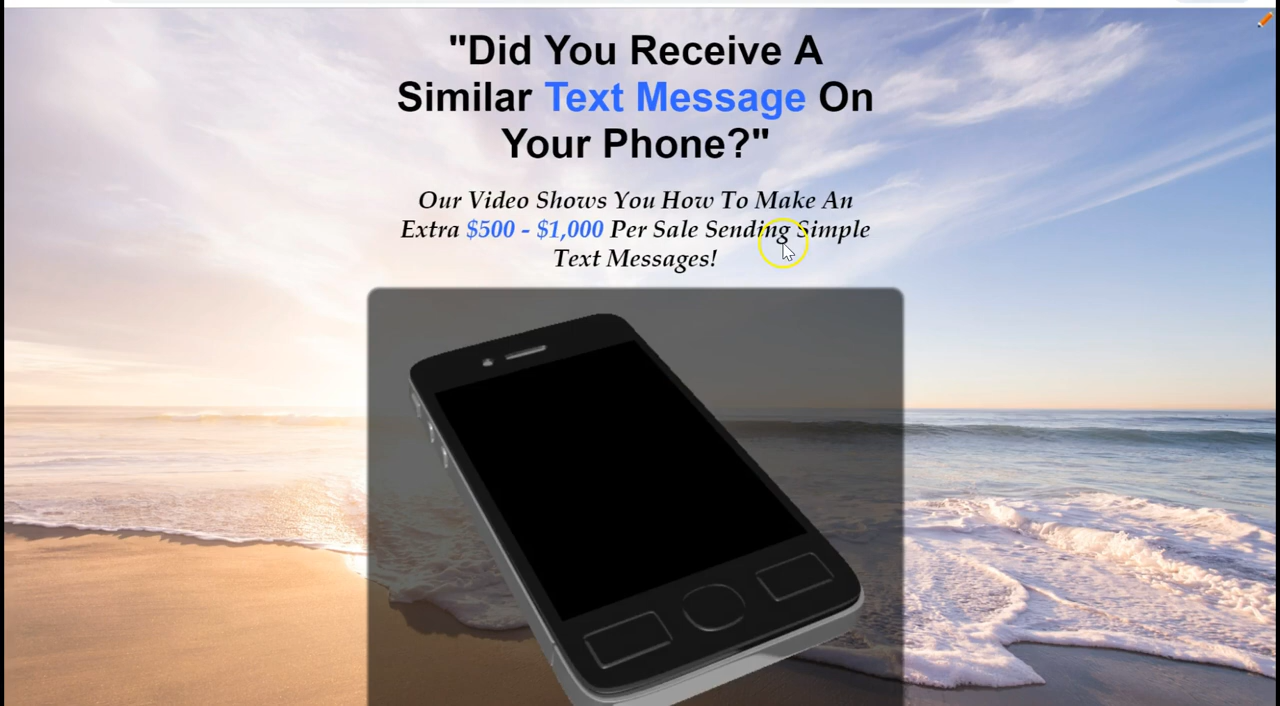 "Did You Receive A
Similar Text Message On
Your Phone?"
Our Video Shows You How To Make An
Extra $500 - $1,000 Per Sale Sending Simple
Text Messages!